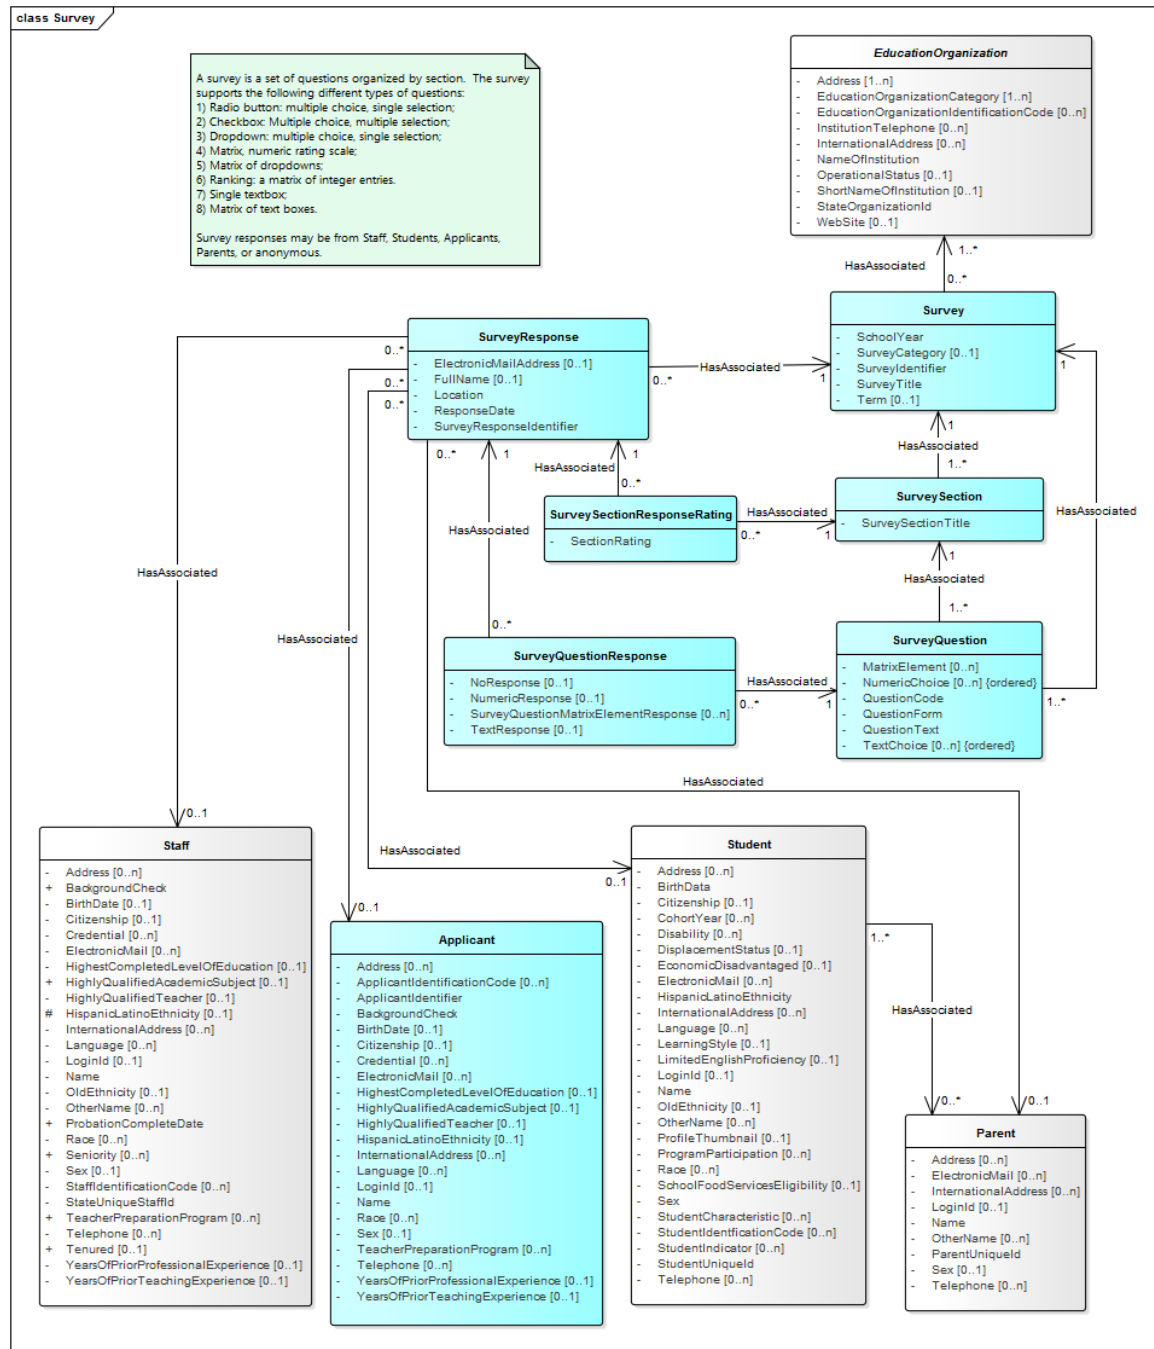 class Survey
A survey is a set of questions organized by section. The survey
supports the following different types of questions:
1) Radio button: multiple choice, single selection;
2) Checkbox: Multiple choice, multiple selection;
3) Dropdown: multiple choice, single selection;
4) Matrix, numeric rating scale;
5) Matrix of dropdowns;
6) Ranking: a matrix of integer entries.
7) Single textbox;
8) Matrix of text boxes.
Survey responses may be from Staff, Students, Applicants,
Parents, or anonymous.
EducationOrganization
- Address [1..n]
- EducationOrganizationCategory [1..n]
- EducationOrganizationIdentificationCode [0..n]
- InstitutionTelephone [0..n]
- InternationalAddress [0..n]
- NameOfInstitution
- OperationalStatus [0..1]
- ShortNameOfInstitution [0..1]
- StateOrganizationId
- WebSite [0..1]
1..*
HasAssociated
0..*
Survey
- SchoolYear
- SurveyCategory [0..1]
- SurveyIdentifier
- SurveyTitle
- Term [0..1]
SurveyResponse
- ElectronicMailAddress [0..1]
- FullName [0..1]
- Location
- ResponseDate
- SurveyResponseIdentifier
0..*
0..*
0..*
0..*
HasAssociated
1
1
1
HasAssociated
1..*
0..*
1
HasAssociated
1
0..*
SurveySectionResponseRating
- SectionRating
HasAssociated
0..*
1
SurveySection
- SurveySectionTitle
HasAssociated
HasAssociated
1
HasAssociated
1..*
HasAssociated
0..*
HasAssociated
SurveyQuestionResponse
- NoResponse [0..1]
- NumericResponse [0..1]
- SurveyQuestionMatrixElementResponse [0..n]
- TextResponse [0..1]
HasAssociated
0..*
1
SurveyQuestion
- MatrixElement [0..n]
- NumericChoice [0..n] {ordered}
- QuestionCode
- QuestionForm
- QuestionText
- TextChoice [0..n] {ordered}
1..*
HasAssociated
0..1
Staff
- Address [0..n]
+ BackgroundCheck
- BirthDate [0..1]
- Citizenship [0..1]
- Credential [0..n]
- ElectronicMail [0..n]
- HighestCompletedLevelOfEducation [0..1]
+ HighlyQualifiedAcademicSubject [0..1]
- HighlyQualifiedTeacher [0..1]
# HispanicLatinoEthnicity [0..1]
- InternationalAddress [0..n]
- Language [0..n]
- LoginId [0..1]
- Name
- OldEthnicity [0..1]
- OtherName [0..n]
+ ProbationCompleteDate
- Race [0..n]
+ Seniority [0..n]
- Sex [0..1]
- StaffIdentificationCode [0..n]
- StateUniqueStaffId
+ TeacherPreparationProgram [0..n]
- Telephone [0..n]
+ Tenured [0..1]
- YearsOfPriorProfessionalExperience [0..1]
- YearsOfPriorTeachingExperience [0..1]
HasAssociated
0..1
0..1
Applicant
- Address [0..n]
- ApplicantIdentificationCode [0..n]
- ApplicantIdentifier
- BackgroundCheck
- BirthDate [0..1]
- Citizenship [0..1]
- Credential [0..n]
- ElectronicMail [0..n]
- HighestCompletedLevelOfEducation [0..1]
- HighlyQualifiedAcademicSubject [0..1]
- HighlyQualifiedTeacher [0..1]
- HispanicLatinoEthnicity [0..1]
- InternationalAddress [0..n]
- Language [0..n]
- LoginId [0..1]
- Name
- Race [0..n]
- Sex [0..1]
- TeacherPreparationProgram [0..n]
- Telephone [0..n]
- YearsOfPriorProfessionalExperience [0..1]
- YearsOfPriorTeachingExperience [0..1]
Student
- Address [0..n]
- BirthData
- Citizenship [0..1]
- CohortYear [0..n]
- Disability [0..n]
- DisplacementStatus [0..1]
- EconomicDisadvantaged [0..1]
- ElectronicMail [0..n]
- HispanicLatinoEthnicity
- InternationalAddress [0..n]
- Language [0..n]
- LearningStyle [0..1]
- LimitedEnglishProficiency [0..1]
- LoginId [0..1]
- Name
- OldEthnicity [0..1]
- OtherName [0..n]
- ProfileThumbnail [0..1]
- ProgramParticipation [0..n]
- Race [0..n]
- SchoolFoodServicesEligibility [0..1]
- Sex
- StudentCharacteristic [0..n]
- StudentIdentficationCode [0..n]
- StudentIndicator [0..n]
- StudentUniqueId
- Telephone [0..n]
1..*
HasAssociated
0..*
0..1
Parent
- Address [0..n]
- ElectronicMail [0..n]
- InternationalAddress [0..n]
- LoginId [0..1]
- Name
- OtherName [0..n]
- ParentUniqueId
- Sex [0..1]
- Telephone [0..n]